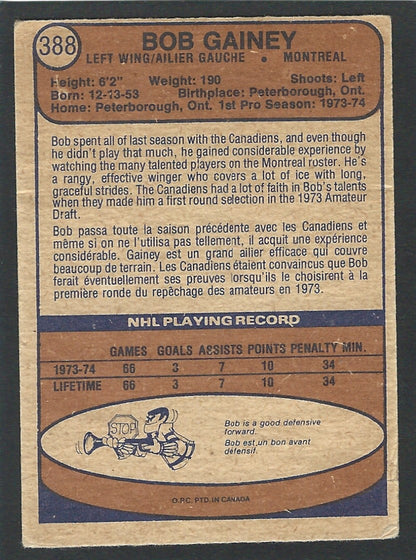 388
BOB GAINEY
LEFT WING/AILIER GAUCHE • MONTREAL
Height: 6'2" Weight: 190 Shoots: Left
Born: 12-13-53 Birthplace: Peterborough, Ont.
Home: Peterborough, Ont. 1st Pro Season: 1973-74
Bob spent all of last season with the Canadiens, and even though
he didn't play that much, he gained considerable experience by
watching the many talented players on the Montreal roster. He's
a rangy, effective winger who covers a lot of ice with long,
graceful strides. The Canadiens had a lot of faith in Bob's talents
when they made him a first round selection in the 1973 Amateur
Draft.
Bob passa toute la saison précédente avec les Canadiens et
même si on ne l'utilisa pas tellement, il acquit une expérience
considérable. Gainey est un grand ailier efficace qui couvre
beaucoup de terrain. Les Canadiens étaient convaincus que Bob
ferait éventuellement ses preuves lorsqu'ils le choisirent à la
première ronde du repêchage des amateurs en 1973.
NHL PLAYING RECORD
GAMES GOALS ASSISTS POINTS PENALTY MIN.
1973-74 66 3 7 10 34
LIFETIME 66 3 7 10 34
STOP
Bob is a good defensive
forward.
Bob est un bon avant
défensif.
O.P.C. PTD. IN CANADA